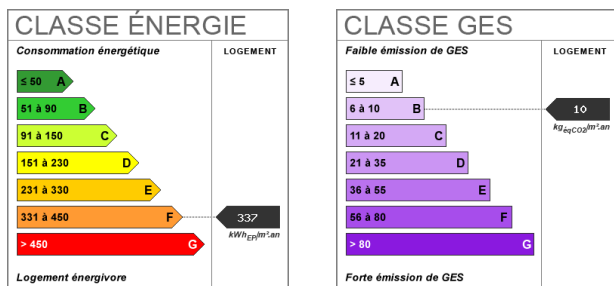 CLASSE ÉNERGIE
Consommation énergétique
LOGEMENT
≤ 50 A
51 à 90 B
91 à 150 C
151 à 230 D
231 à 330 E
331 à 450 F
337
kWhEP/m².an
> 450 G
Logement énergivore
CLASSE GES
Faible émission de GES
LOGEMENT
≤ 5 A
6 à 10 B
10
kgéqCO2/m².an
11 à 20 C
21 à 35 D
36 à 55 E
56 à 80 F
> 80 G
Forte émission de GES